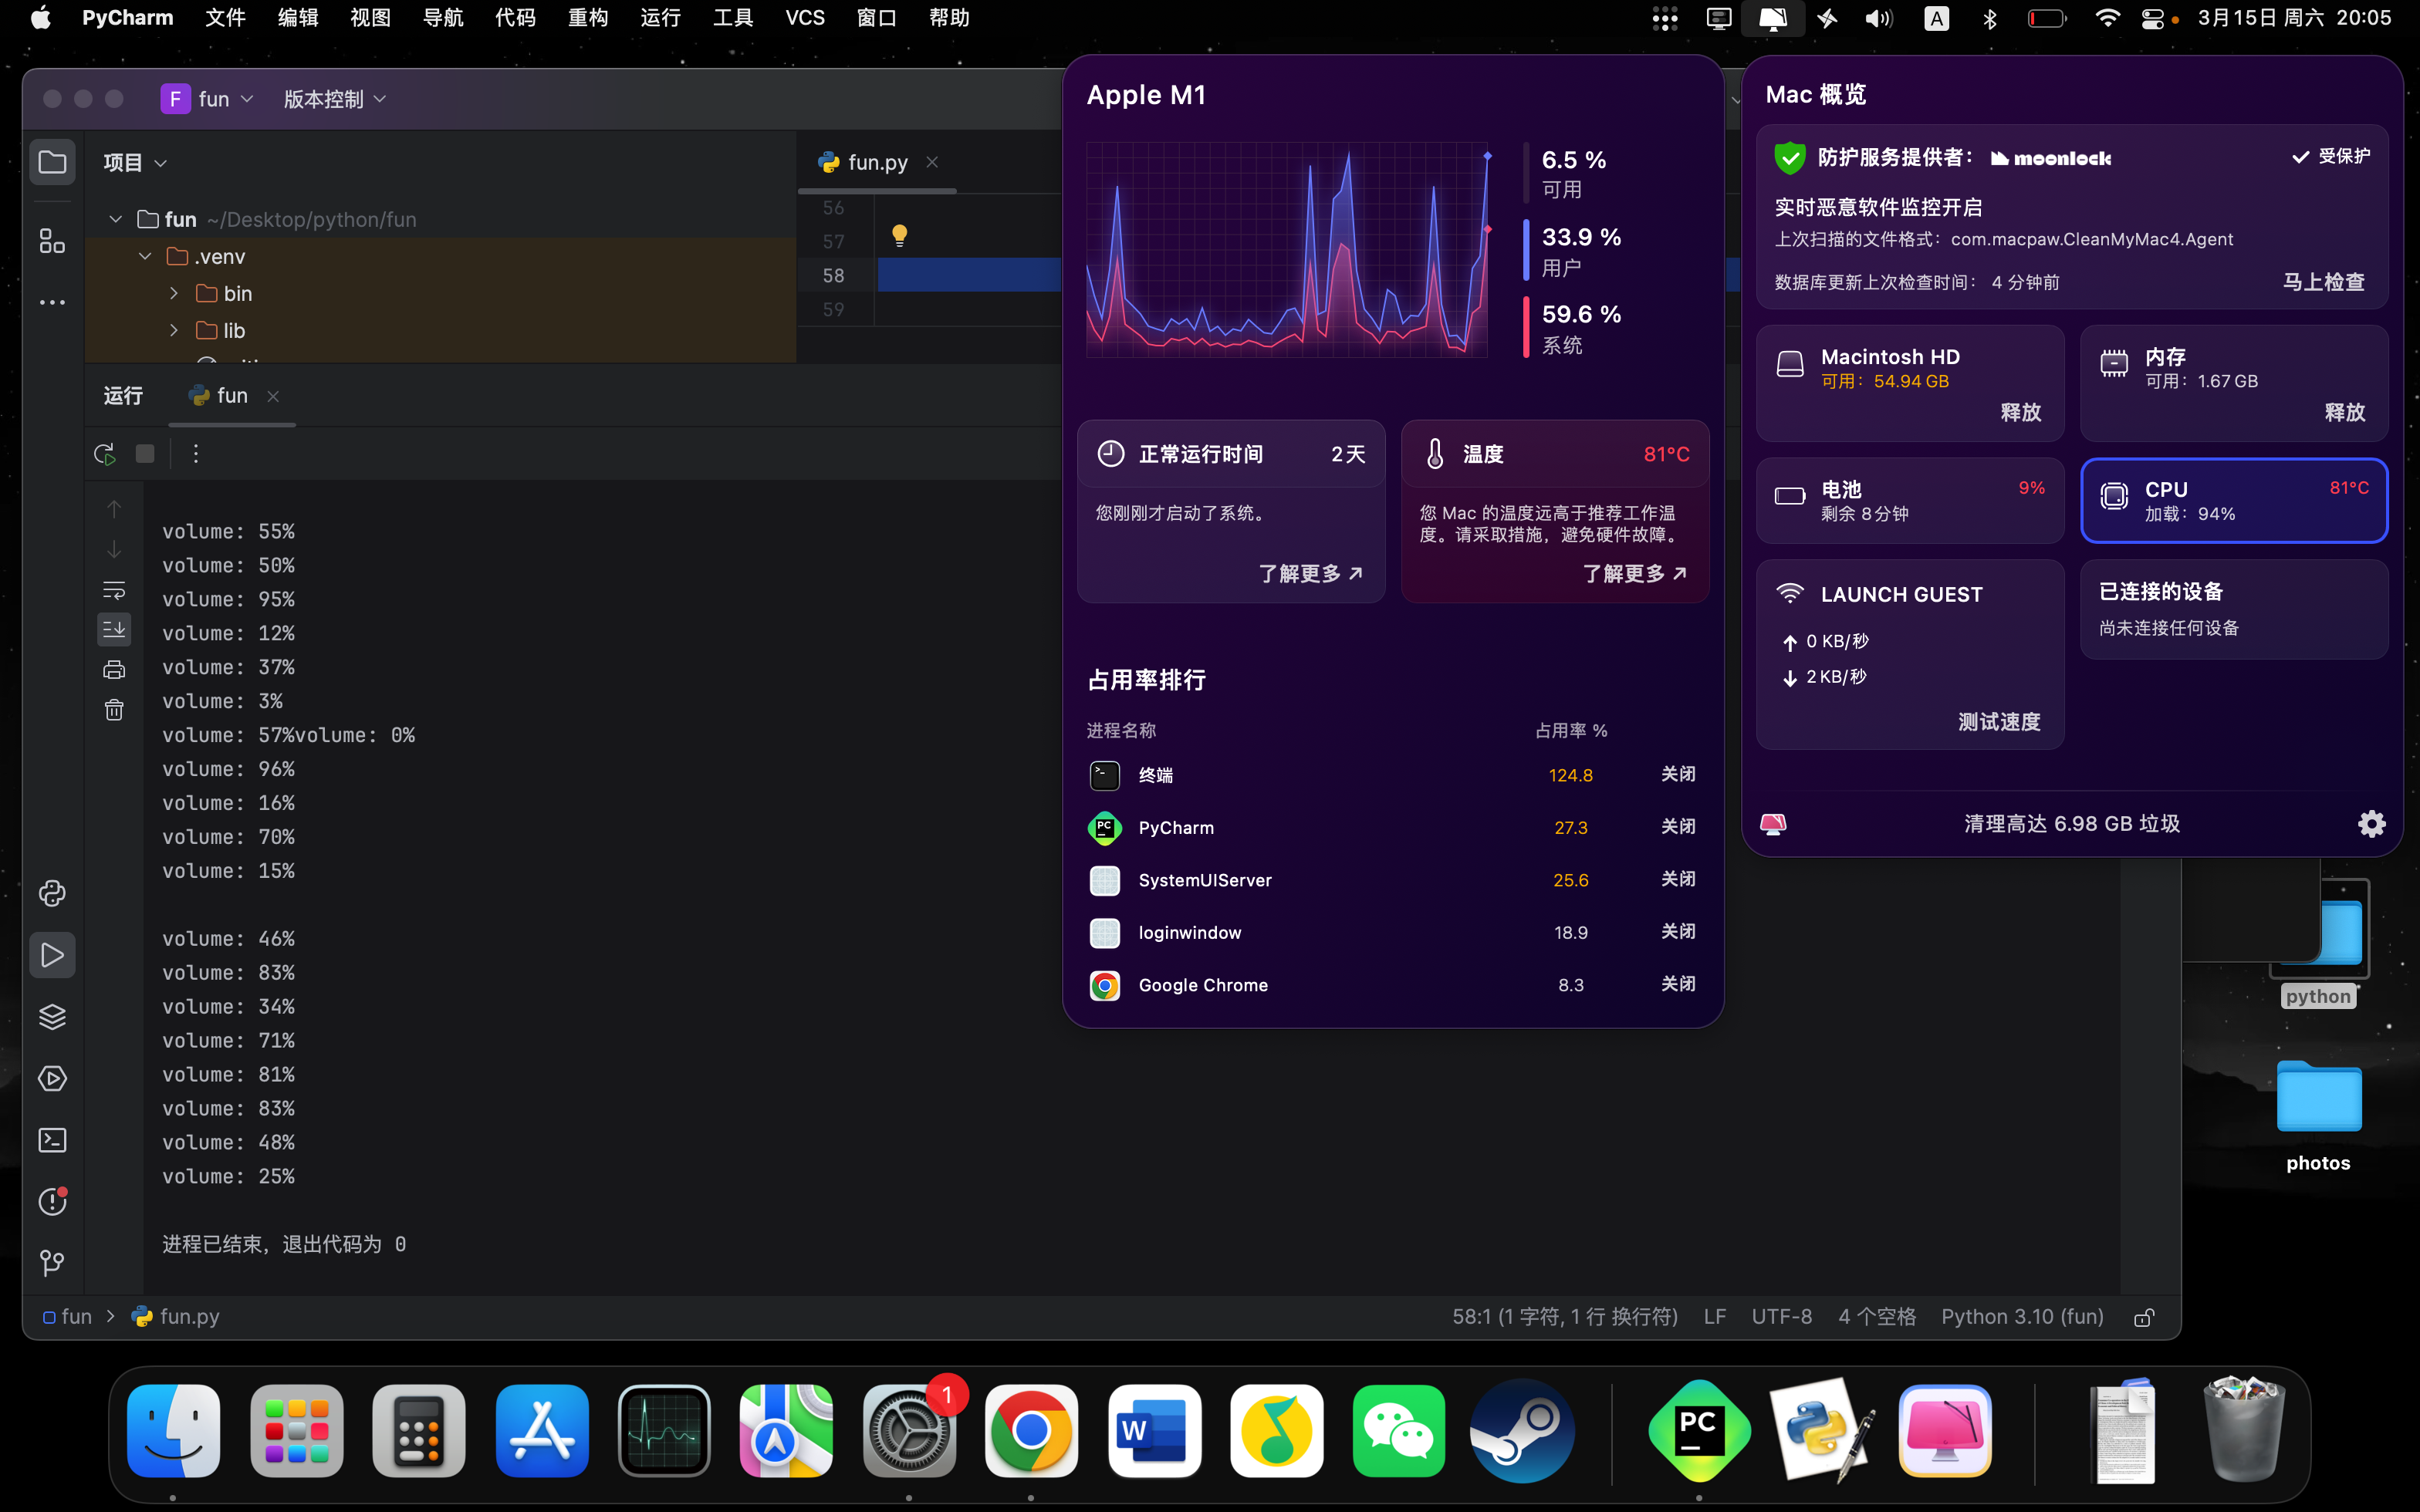 PyCharm 文件 编辑 视图 导航 代码 重构 运行 工具 VCS 窗口 帮助
A
3月15日 周六 20:05
F fun 版本控制
项目
fun ~/Desktop/python/fun
.venv
bin
lib
fun.py
56
57
58
59
运行 fun
volume: 55%
volume: 50%
volume: 95%
volume: 12%
volume: 37%
volume: 3%
volume: 57%volume: 0%
volume: 96%
volume: 16%
volume: 70%
volume: 15%
volume: 46%
volume: 83%
volume: 34%
volume: 71%
volume: 81%
volume: 83%
volume: 48%
volume: 25%
进程已结束，退出代码为 0
fun > fun.py
58:1 (1 字符, 1 行 换行符) LF UTF-8 4 个空格 Python 3.10 (fun)
Apple M1
6.5 %
可用
33.9 %
用户
59.6 %
系统
正常运行时间 2天
您刚刚才启动了系统。
了解更多
温度 81°C
您 Mac 的温度远高于推荐工作温
度。请采取措施，避免硬件故障。
了解更多
占用率排行
进程名称 占用率 %
终端 124.8 关闭
PyCharm 27.3 关闭
SystemUIServer 25.6 关闭
loginwindow 18.9 关闭
Google Chrome 8.3 关闭
Mac 概览
防护服务提供者： moonlock 受保护
实时恶意软件监控开启
上次扫描的文件格式：com.macpaw.CleanMyMac4.Agent
数据库更新上次检查时间： 4 分钟前 马上检查
Macintosh HD
可用：54.94 GB
释放
内存
可用：1.67 GB
释放
电池 9%
剩余 8分钟
CPU 81°C
加载：94%
LAUNCH GUEST
0 KB/秒
2 KB/秒
测试速度
已连接的设备
尚未连接任何设备
清理高达 6.98 GB 垃圾
python
photos
1
W
PC